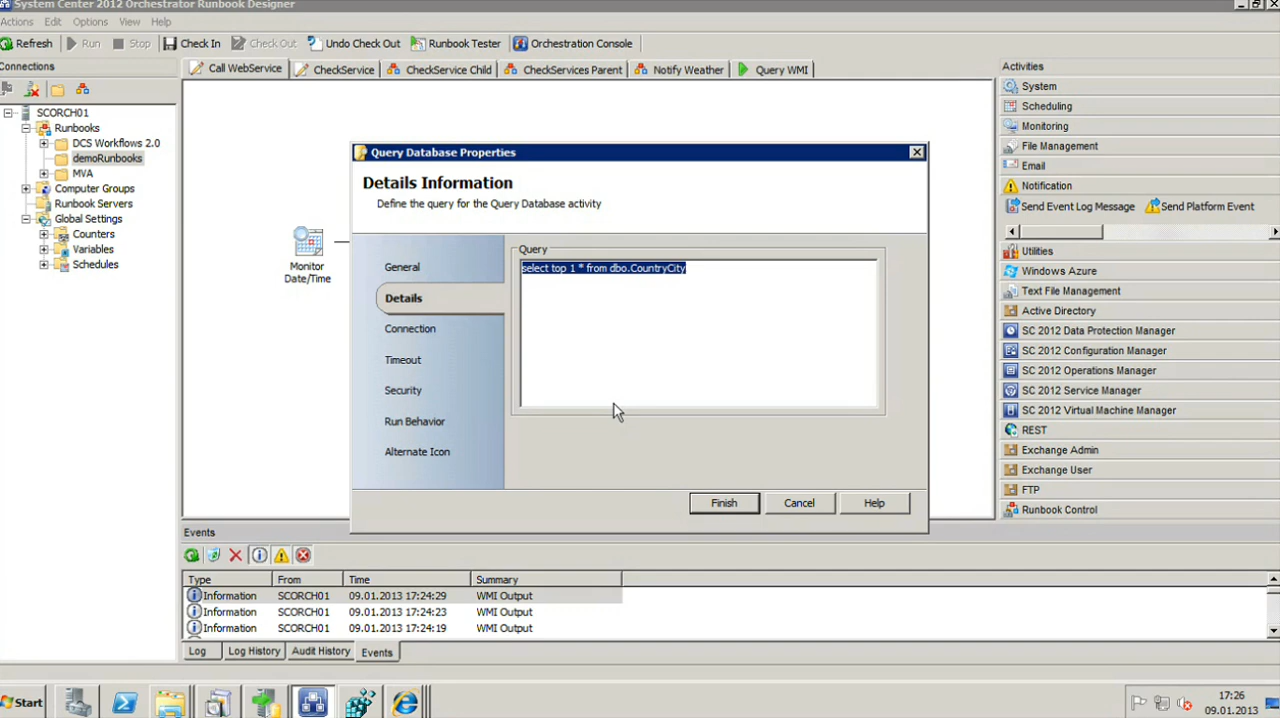 System Center 2012 Orchestrator Runbook Designer
Actions Edit Options View Help
Refresh Run Stop Check In Check Out Undo Check Out Runbook Tester Orchestration Console
Connections
SCORCH01
Runbooks
DCS Workflows 2.0
demoRunbooks
MVA
Computer Groups
Runbook Servers
Global Settings
Counters
Variables
Schedules
Call WebService CheckService CheckService Child CheckServices Parent Notify Weather Query WMI
Monitor
Date/Time
Query Database Properties
Details Information
Define the query for the Query Database activity
General
Details
Connection
Timeout
Security
Run Behavior
Alternate Icon
Query
select top 1 * from dbo.CountryCity
Finish Cancel Help
Activities
System
Scheduling
Monitoring
File Management
Email
Notification
Send Event Log Message Send Platform Event
Utilities
Windows Azure
Text File Management
Active Directory
SC 2012 Data Protection Manager
SC 2012 Configuration Manager
SC 2012 Operations Manager
SC 2012 Service Manager
SC 2012 Virtual Machine Manager
REST
Exchange Admin
Exchange User
FTP
Runbook Control
Events
Type From Time Summary
Information SCORCH01 09.01.2013 17:24:29 WMI Output
Information SCORCH01 09.01.2013 17:24:23 WMI Output
Information SCORCH01 09.01.2013 17:24:19 WMI Output
Log Log History Audit History Events
Start
17:26
09.01.2013